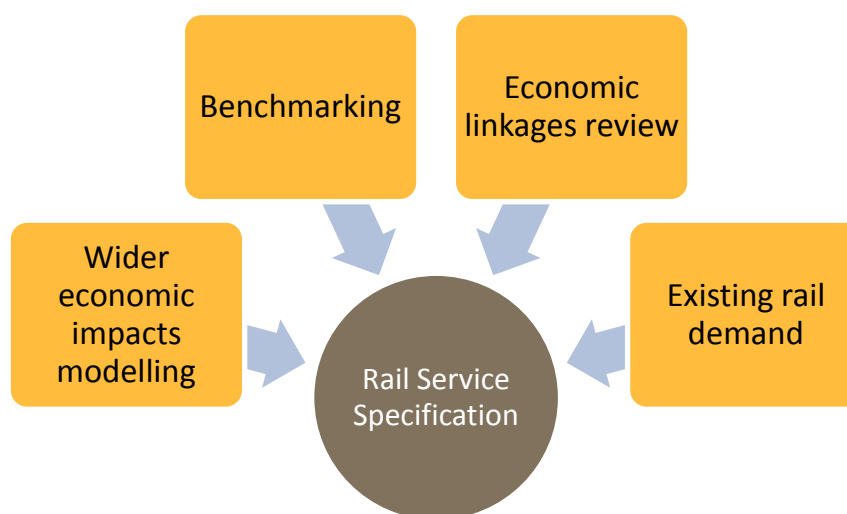 Benchmarking
Economic
linkages review
Wider
economic
impacts
modelling
Existing rail
demand
Rail Service
Specification